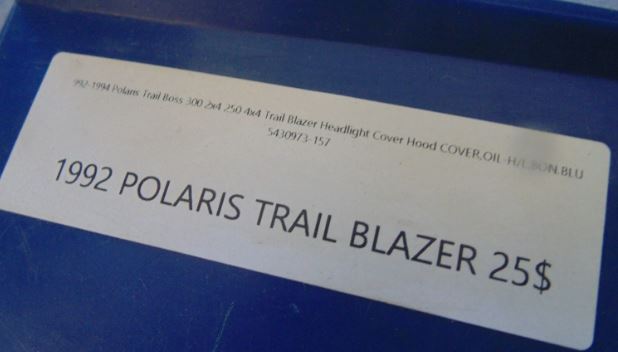 992-1994 Polaris Trail Boss 300 2x4 250 4x4 Trail Blazer Headlight Cover Hood COVER,OIL-H/L,BON,BLU
5430973-157
1992 POLARIS TRAIL BLAZER 25$